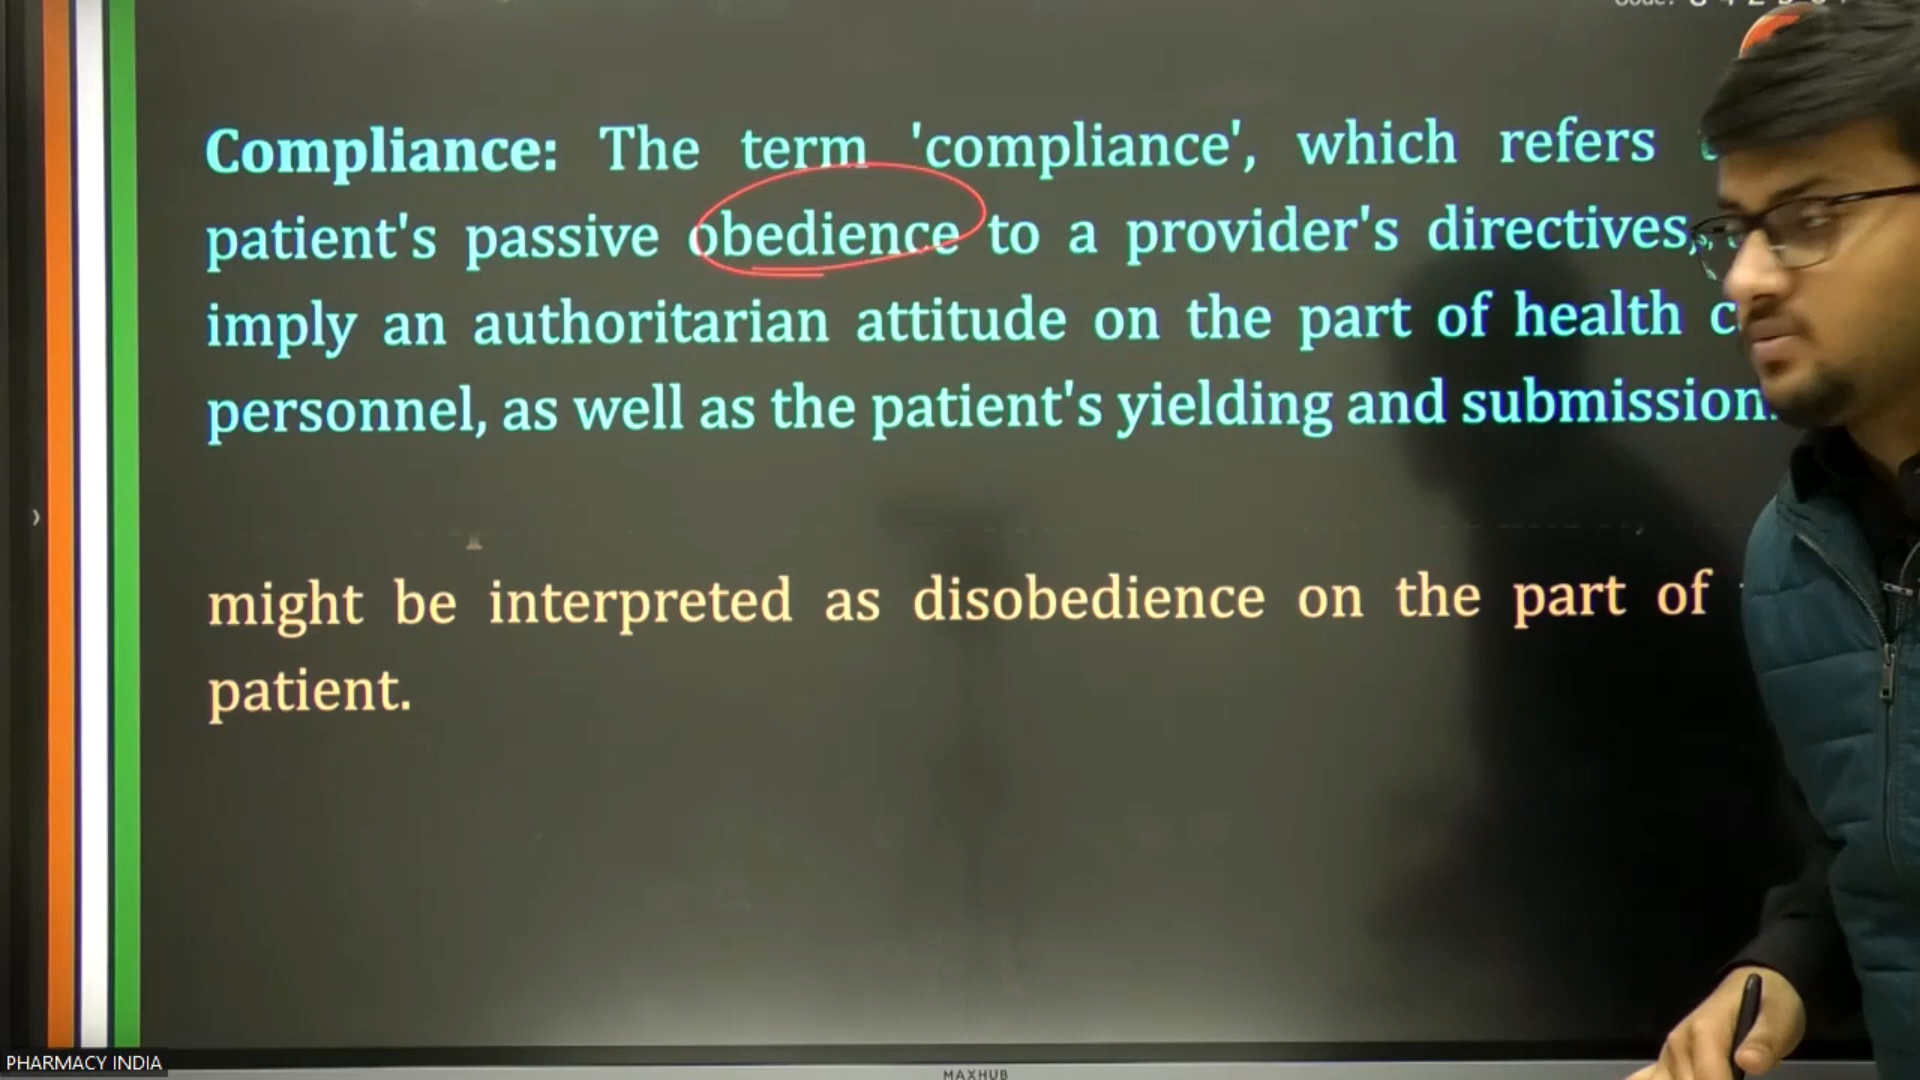 Compliance: The term 'compliance', which refers
patient's passive obedience to a provider's directives,
imply an authoritarian attitude on the part of health
personnel, as well as the patient's yielding and submission.
might be interpreted as disobedience on the part of
patient.
PHARMACY INDIA
MAXHUB